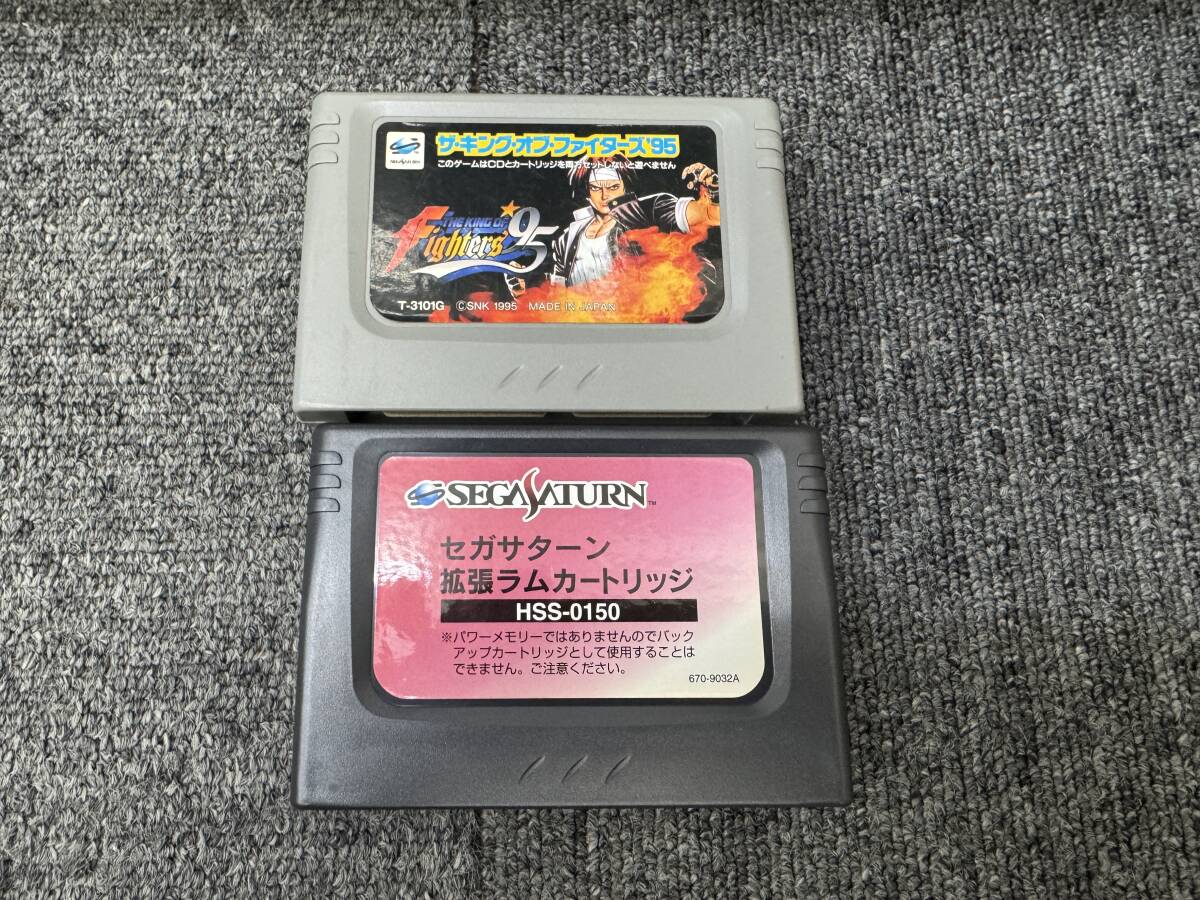 SEGA SATURN
ザ・キング・オブ・ファイターズ'95
このゲームはCDとカートリッジを両方セットしないと遊べません
THE KING OF
Fighters '95
T-3101G ©SNK 1995 MADE IN JAPAN
SEGA SATURN™
セガサターン
拡張ラムカートリッジ
HSS-0150
※パワーメモリーではありませんのでバック
アップカートリッジとして使用することは
できません。ご注意ください。
670-9032A